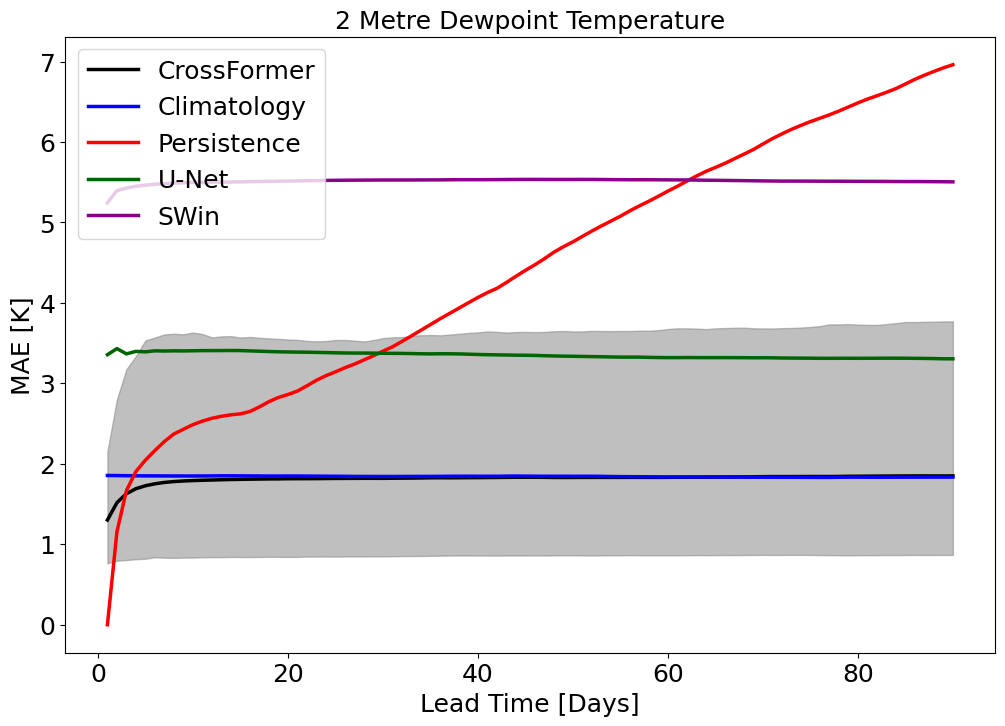 2 Metre Dewpoint Temperature
CrossFormer
Climatology
Persistence
U-Net
SWin
MAE [K]
7
6
5
4
3
2
1
0
0 20 40 60 80
Lead Time [Days]